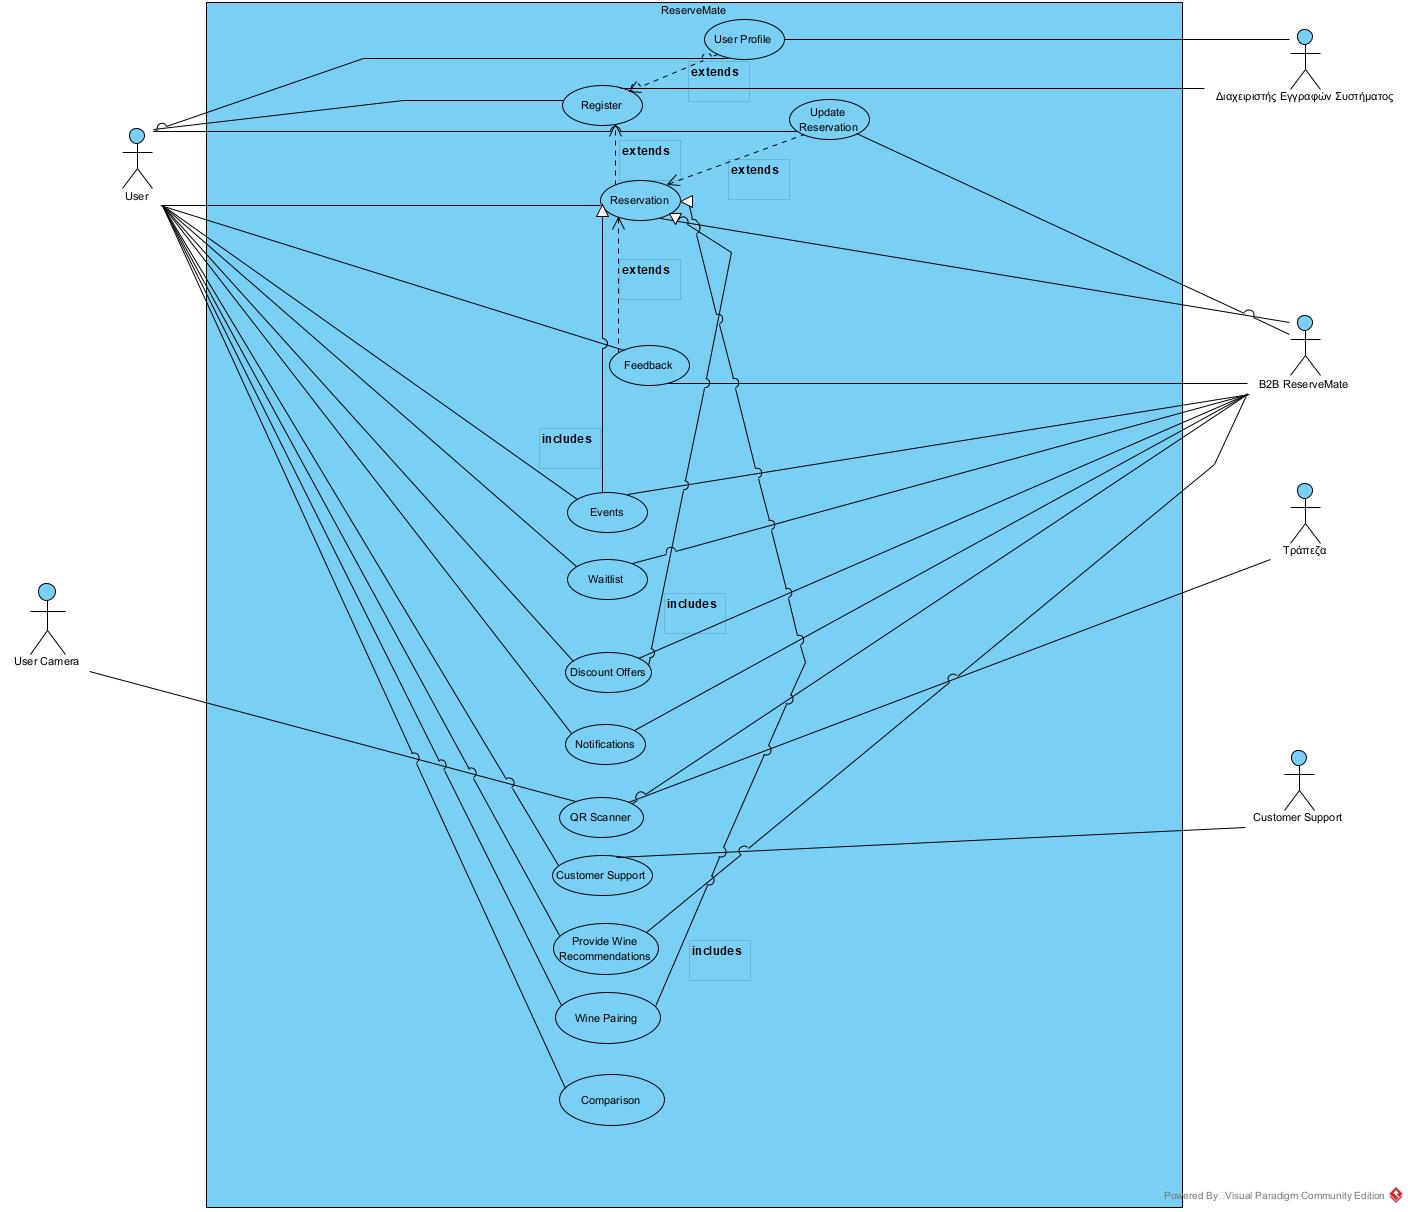 ReserveMate
User Profile
extends
Register
Διαχειριστής Εγγραφών Συστήματος
Update
Reservation
extends
extends
User
Reservation
extends
Feedback
B2B ReserveMate
includes
Events
Τράπεζα
Waitlist
includes
User Camera
Discount Offers
Notifications
QR Scanner
Customer Support
Customer Support
Provide Wine
Recommendations
includes
Wine Pairing
Comparison
Powered By Visual Paradigm Community Edition